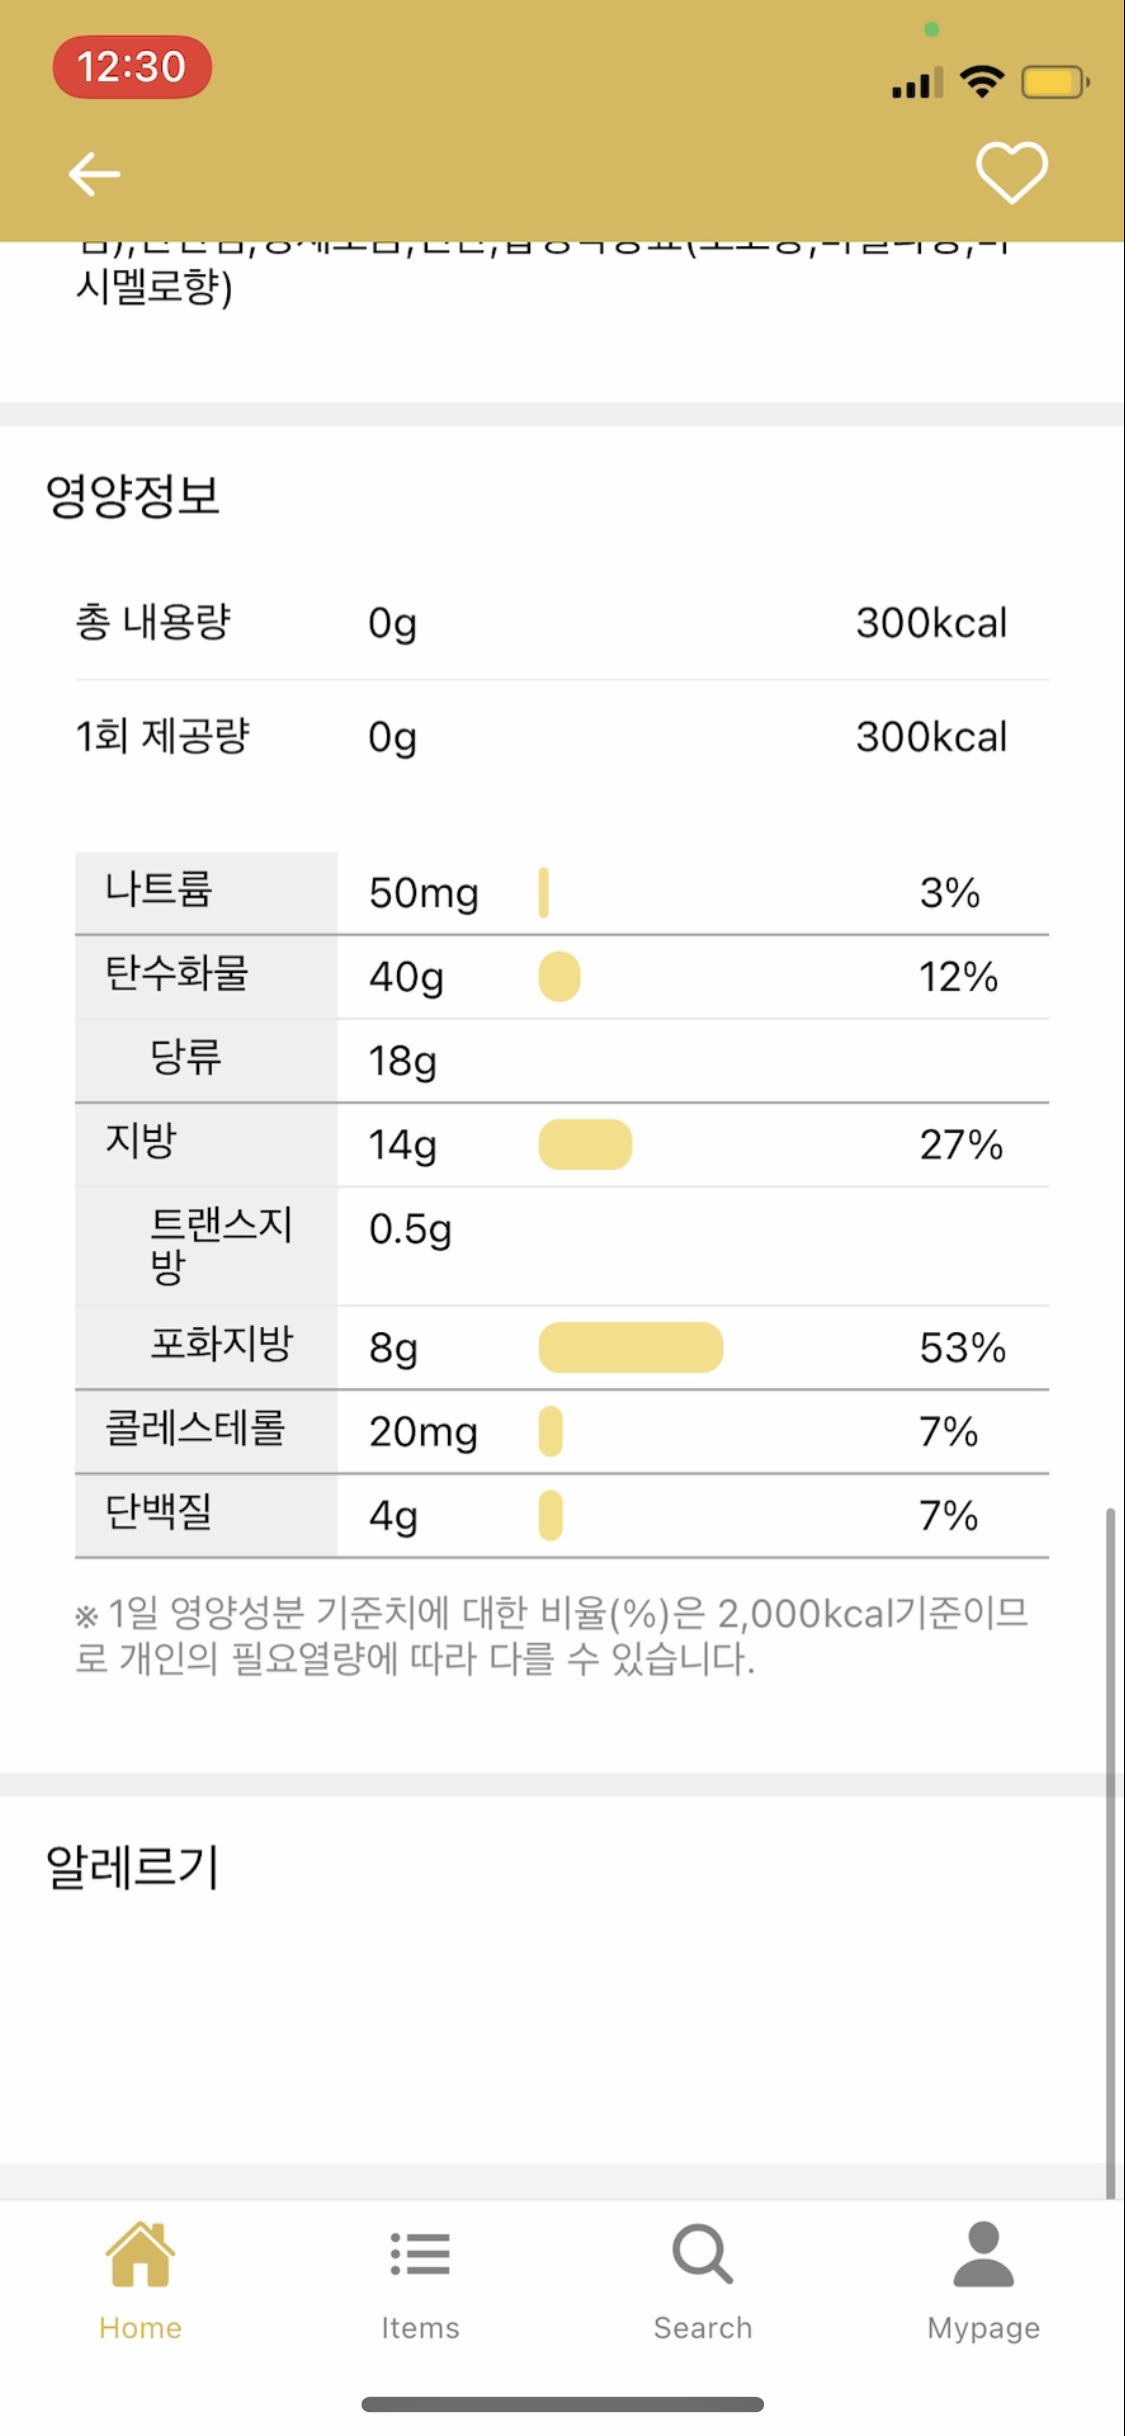 12:30
시멜로향)
영양정보
총 내용량 0g 300kcal
1회 제공량 0g 300kcal
나트륨 50mg 3%
탄수화물 40g 12%
당류 18g
지방 14g 27%
트랜스지
방 0.5g
포화지방 8g 53%
콜레스테롤 20mg 7%
단백질 4g 7%
※ 1일 영양성분 기준치에 대한 비율(%)은 2,000kcal기준이므
로 개인의 필요열량에 따라 다를 수 있습니다.
알레르기
Home Items Search Mypage